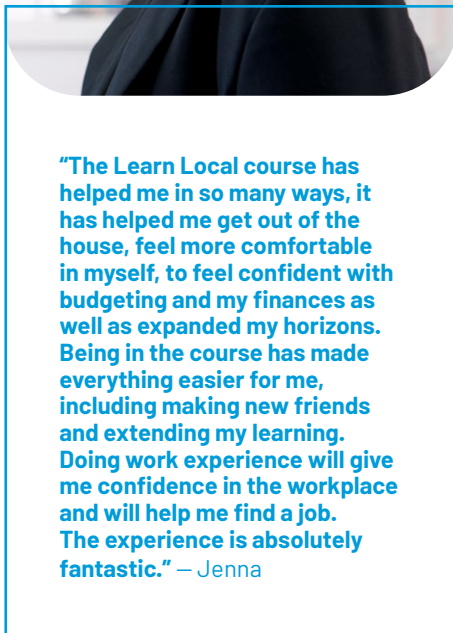 “The Learn Local course has
helped me in so many ways, it
has helped me get out of the
house, feel more comfortable
in myself, to feel confident with
budgeting and my finances as
well as expanded my horizons.
Being in the course has made
everything easier for me,
including making new friends
and extending my learning.
Doing work experience will give
me confidence in the workplace
and will help me find a job.
The experience is absolutely
fantastic.” – Jenna